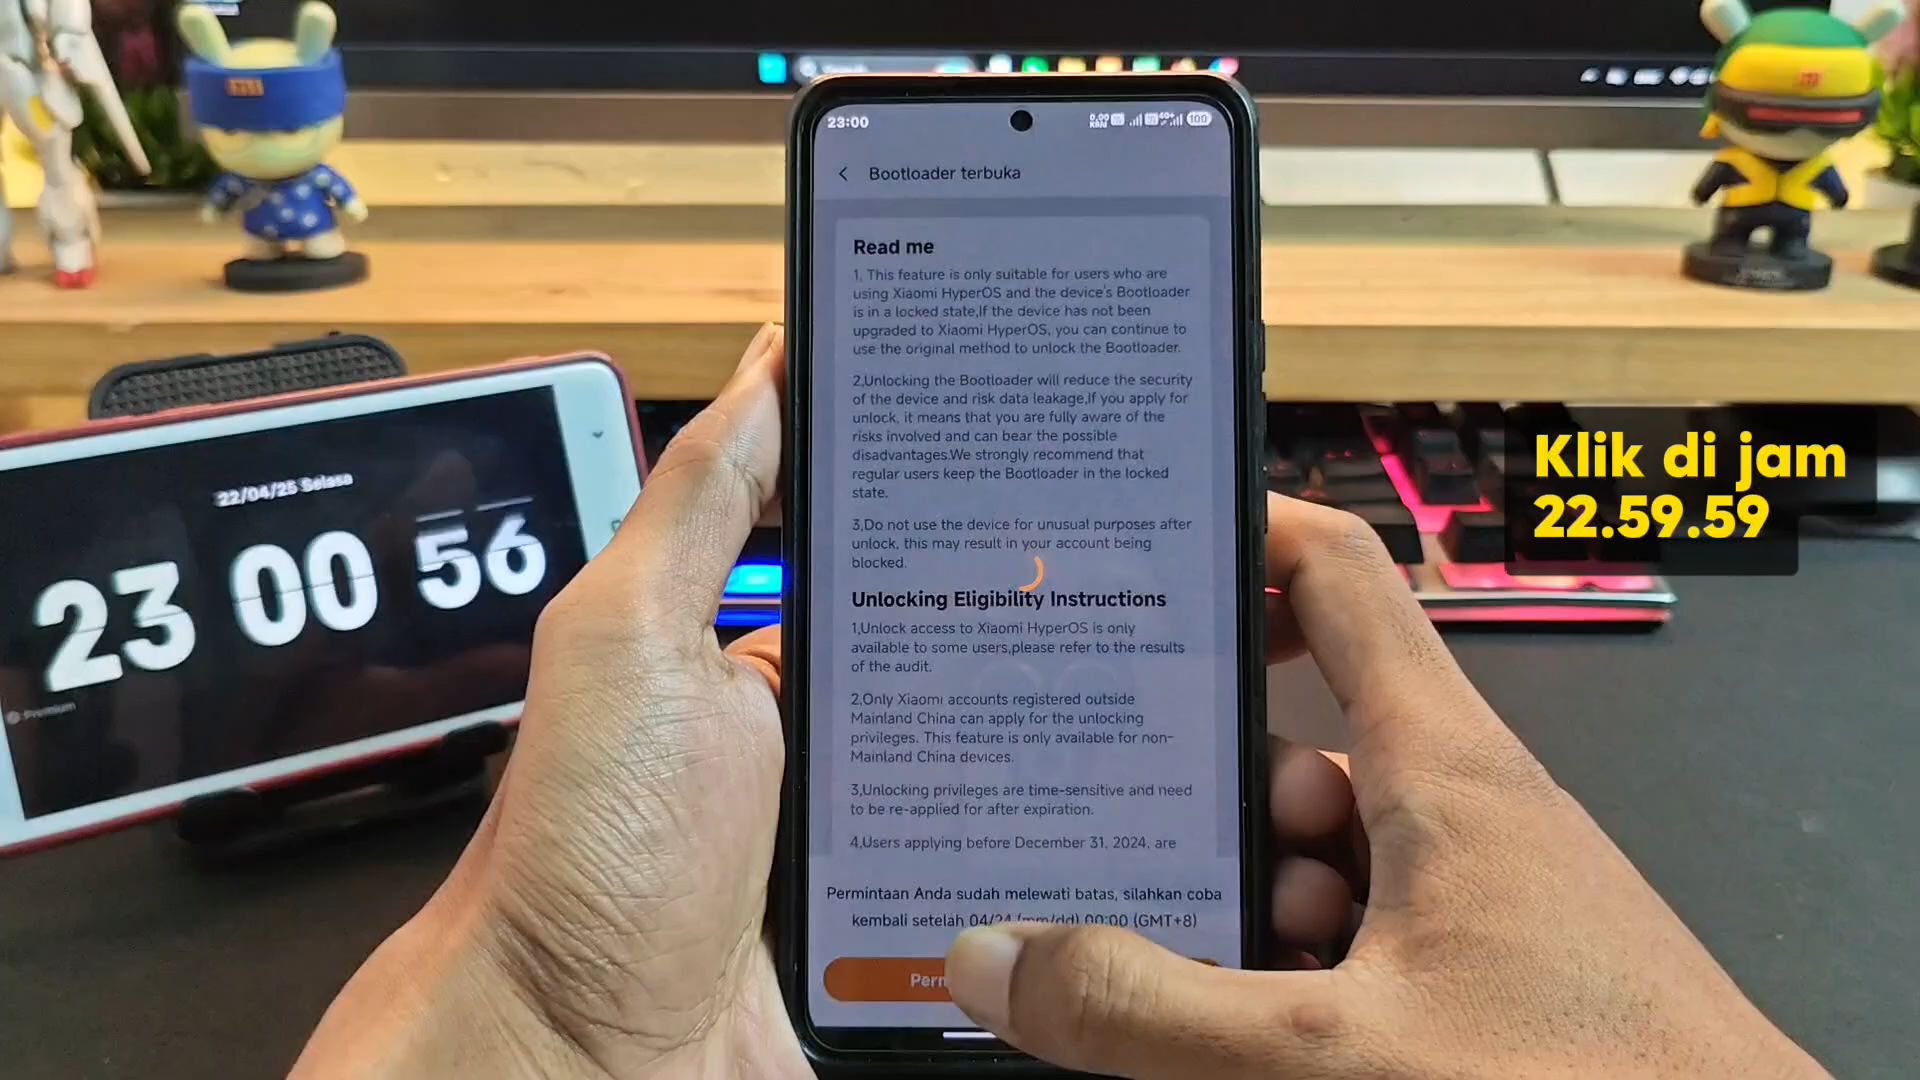 23:00
100
Bootloader terbuka
Read me
1. This feature is only suitable for users who are
using Xiaomi HyperOS and the device's Bootloader
is in a locked state,If the device has not been
upgraded to Xiaomi HyperOS, you can continue to
use the original method to unlock the Bootloader.
2,Unlocking the Bootloader will reduce the security
of the device and risk data leakage,If you apply for
unlock, it means that you are fully aware of the
risks involved and can bear the possible
disadvantages.We strongly recommend that
regular users keep the Bootloader in the locked
state.
3,Do not use the device for unusual purposes after
unlock, this may result in your account being
blocked.
Unlocking Eligibility Instructions
1,Unlock access to Xiaomi HyperOS is only
available to some users,please refer to the results
of the audit.
2,Only Xiaomi accounts registered outside
Mainland China can apply for the unlocking
privileges. This feature is only available for non-
Mainland China devices.
3,Unlocking privileges are time-sensitive and need
to be re-applied for after expiration.
4,Users applying before December 31, 2024, are
Permintaan Anda sudah melewati batas, silahkan coba
kembali setelah 04/24 (mm/dd) 00:00 (GMT+8)
22/04/25 Selasa
23 00 56
Premium
Klik di jam
22.59.59